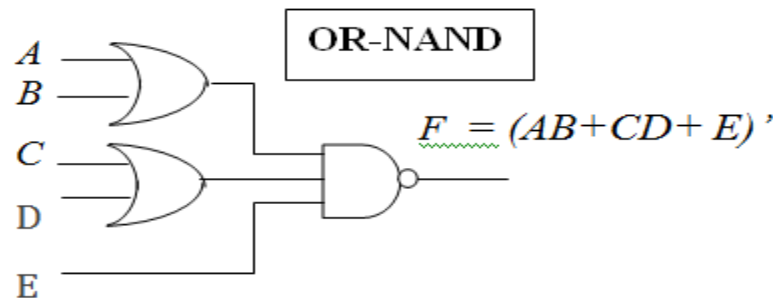 OR-NAND
A
B
F = (AB+CD+ E)’
C
D
E